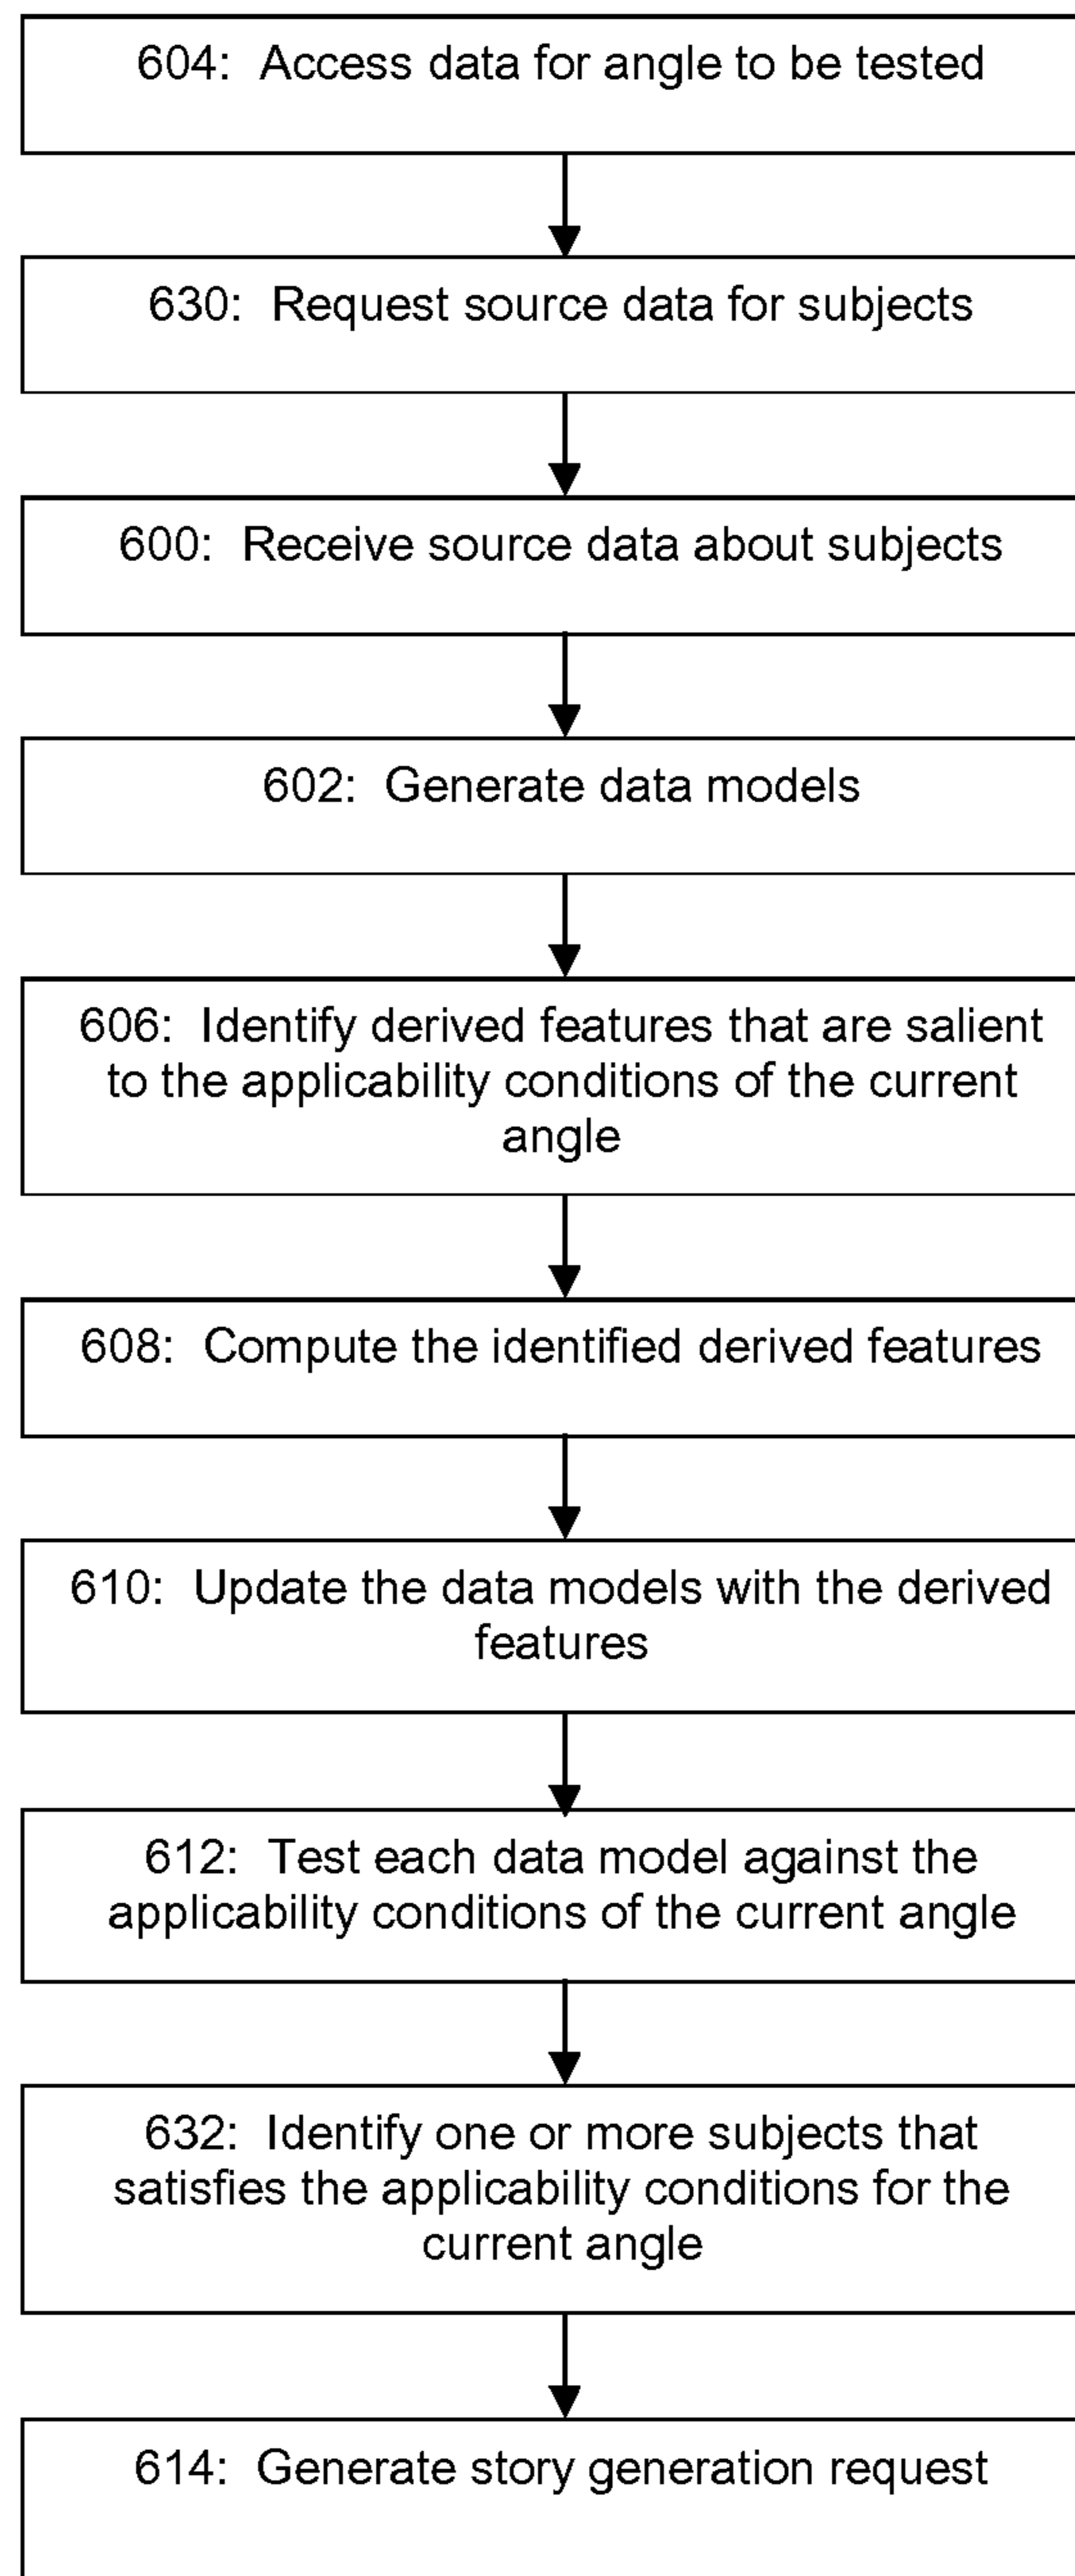 604: Access data for angle to be tested
630: Request source data for subjects
600: Receive source data about subjects
602: Generate data models
606: Identify derived features that are salient
to the applicability conditions of the current
angle
608: Compute the identified derived features
610: Update the data models with the derived
features
612: Test each data model against the
applicability conditions of the current angle
632: Identify one or more subjects that
satisfies the applicability conditions for the
current angle
614: Generate story generation request